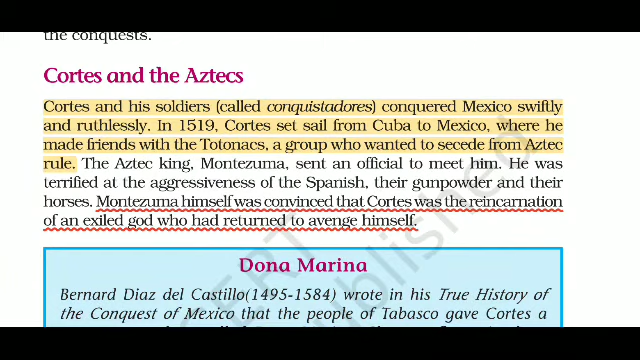 the conquests.
Cortes and the Aztecs
Cortes and his soldiers (called conquistadores) conquered Mexico swiftly
and ruthlessly. In 1519, Cortes set sail from Cuba to Mexico, where he
made friends with the Totonacs, a group who wanted to secede from Aztec
rule. The Aztec king, Montezuma, sent an official to meet him. He was
terrified at the aggressiveness of the Spanish, their gunpowder and their
horses. Montezuma himself was convinced that Cortes was the reincarnation
of an exiled god who had returned to avenge himself.
Dona Marina
Bernard Diaz del Castillo(1495-1584) wrote in his True History of
the Conquest of Mexico that the people of Tabasco gave Cortes a